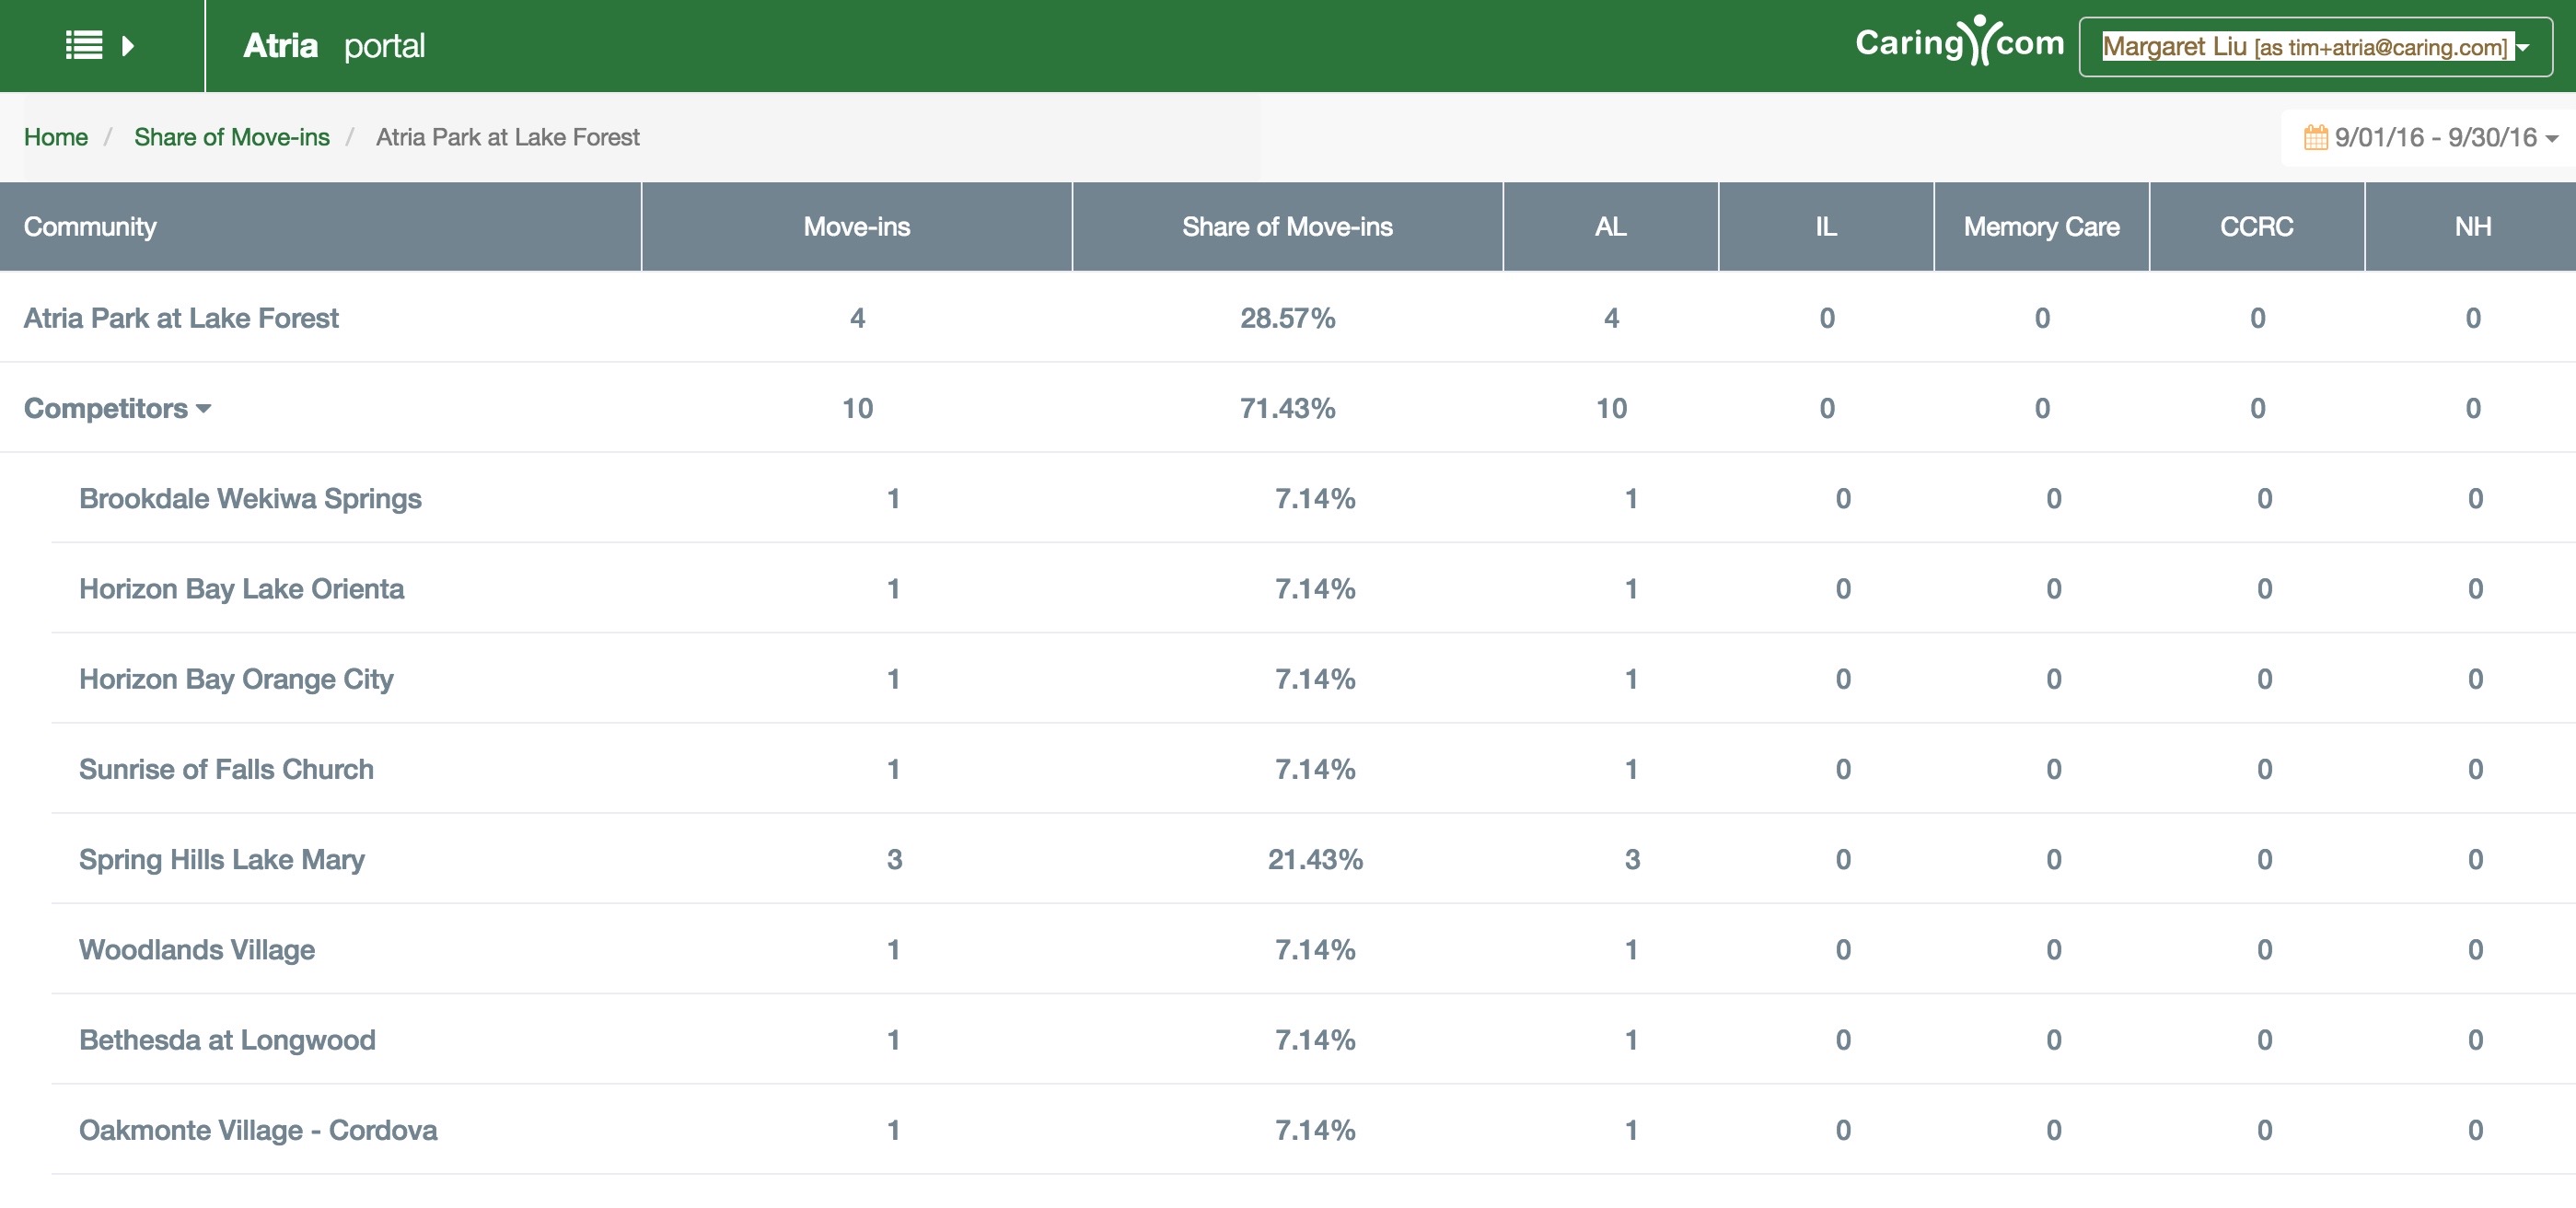 Atria portal Caring.com Margaret Liu [as tim+atria@caring.com]
Home / Share of Move-ins / Atria Park at Lake Forest 9/01/16 - 9/30/16
Community Move-ins Share of Move-ins AL IL Memory Care CCRC NH
Atria Park at Lake Forest 4 28.57% 4 0 0 0 0
Competitors 10 71.43% 10 0 0 0 0
Brookdale Wekiwa Springs 1 7.14% 1 0 0 0 0
Horizon Bay Lake Orienta 1 7.14% 1 0 0 0 0
Horizon Bay Orange City 1 7.14% 1 0 0 0 0
Sunrise of Falls Church 1 7.14% 1 0 0 0 0
Spring Hills Lake Mary 3 21.43% 3 0 0 0 0
Woodlands Village 1 7.14% 1 0 0 0 0
Bethesda at Longwood 1 7.14% 1 0 0 0 0
Oakmonte Village - Cordova 1 7.14% 1 0 0 0 0